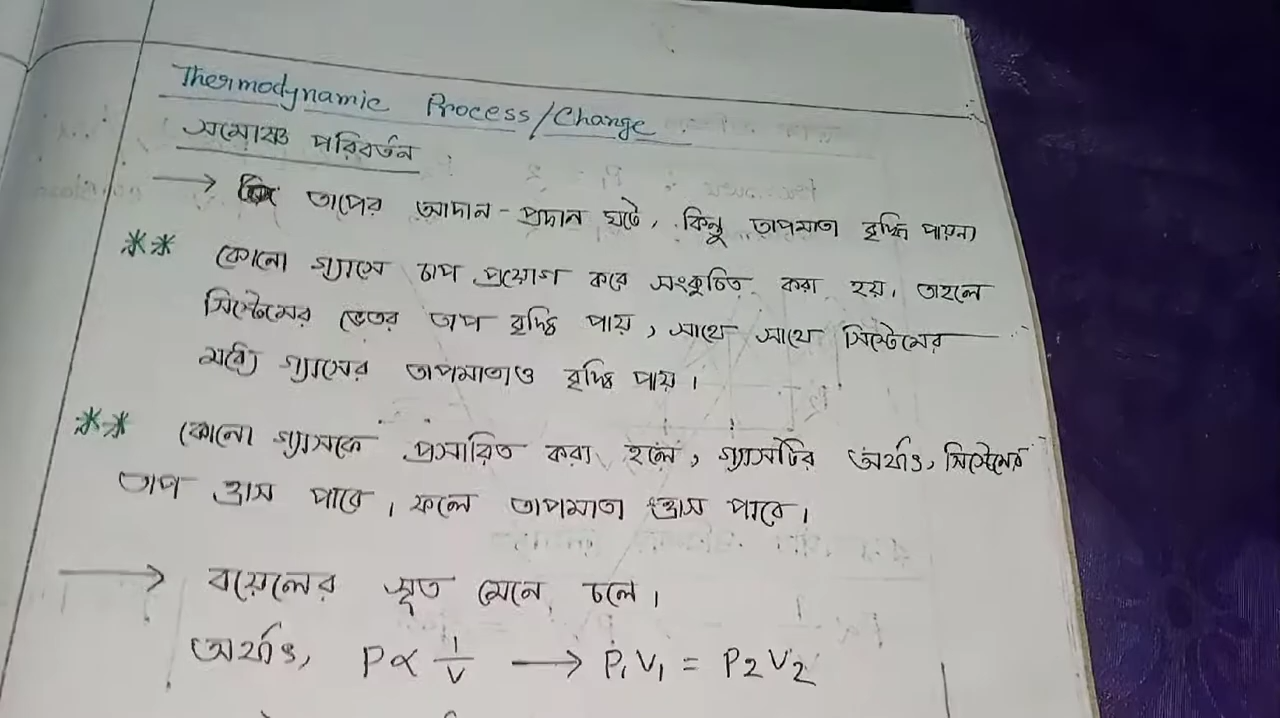 Thermodynamic Process/Change
সমোষ্ণ পরিবর্তন
→ তাপের আদান-প্রদান ঘটে, কিন্তু তাপমাত্রা বৃদ্ধি পায়না
** কোনো গ্যাসে চাপ প্রয়োগ করে সংকুচিত করা হয়, তাহলে
সিস্টেমের ভেতর তাপ বৃদ্ধি পায়, সাথে সাথে সিস্টেমের
মধ্যে গ্যাসের তাপমাত্রাও বৃদ্ধি পায়।
** কোনো গ্যাসকে প্রসারিত করা হলে, গ্যাসটির অর্থাৎ, সিস্টেমের
তাপ হ্রাস পাবে, ফলে তাপমাত্রা হ্রাস পাবে।
→ বয়েলের সূত্র মেনে চলে।
অর্থাৎ, P∝ 1/V → P₁V₁ = P2V2